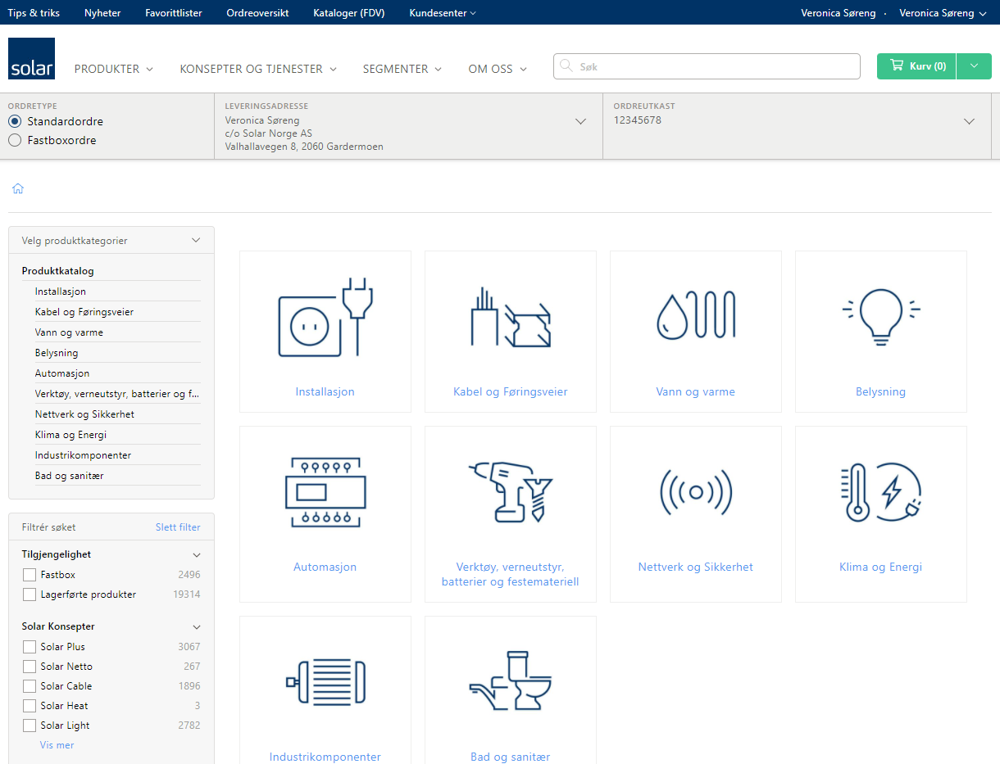 Tips & triks Nyheter Favorittlister Ordreoversikt Kataloger (FDV) Kundesenter Veronica Søreng · Veronica Søreng
solar PRODUKTER KONSEPTER OG TJENESTER SEGMENTER OM OSS Søk Kurv (0)
ORDRETYPE
Standardordre
Fastboxordre
LEVERINGSADRESSE
Veronica Søreng
c/o Solar Norge AS
Valhallavegen 8, 2060 Gardermoen
ORDREUTKAST
12345678
Velg produktkategorier
Produktkatalog
Installasjon
Kabel og Føringsveier
Vann og varme
Belysning
Automasjon
Verktøy, verneutstyr, batterier og f...
Nettverk og Sikkerhet
Klima og Energi
Industrikomponenter
Bad og sanitær
Filtrér søket Slett filter
Tilgjengelighet
Fastbox 2496
Lagerførte produkter 19314
Solar Konsepter
Solar Plus 3067
Solar Netto 267
Solar Cable 1896
Solar Heat 3
Solar Light 2782
Vis mer
Installasjon
Kabel og Føringsveier
Vann og varme
Belysning
Automasjon
Verktøy, verneutstyr,
batterier og festemateriell
Nettverk og Sikkerhet
Klima og Energi
Industrikomponenter
Bad og sanitær